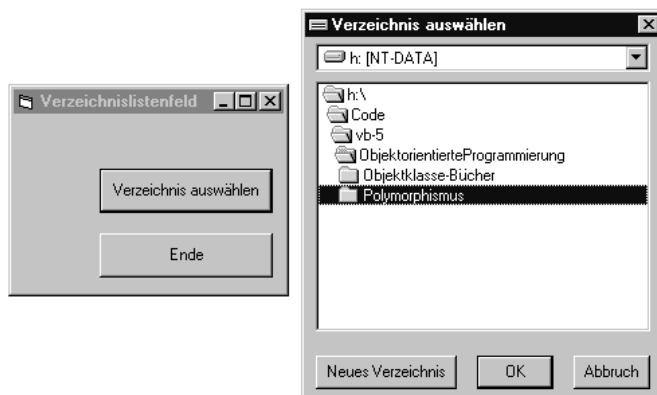 Verzeichnislistenfeld
Verzeichnis auswählen
Ende
Verzeichnis auswählen
h: [NT-DATA]
h:\
Code
vb-5
ObjektorientierteProgrammierung
Objektklasse-Bücher
Polymorphismus
Neues Verzeichnis
OK
Abbruch